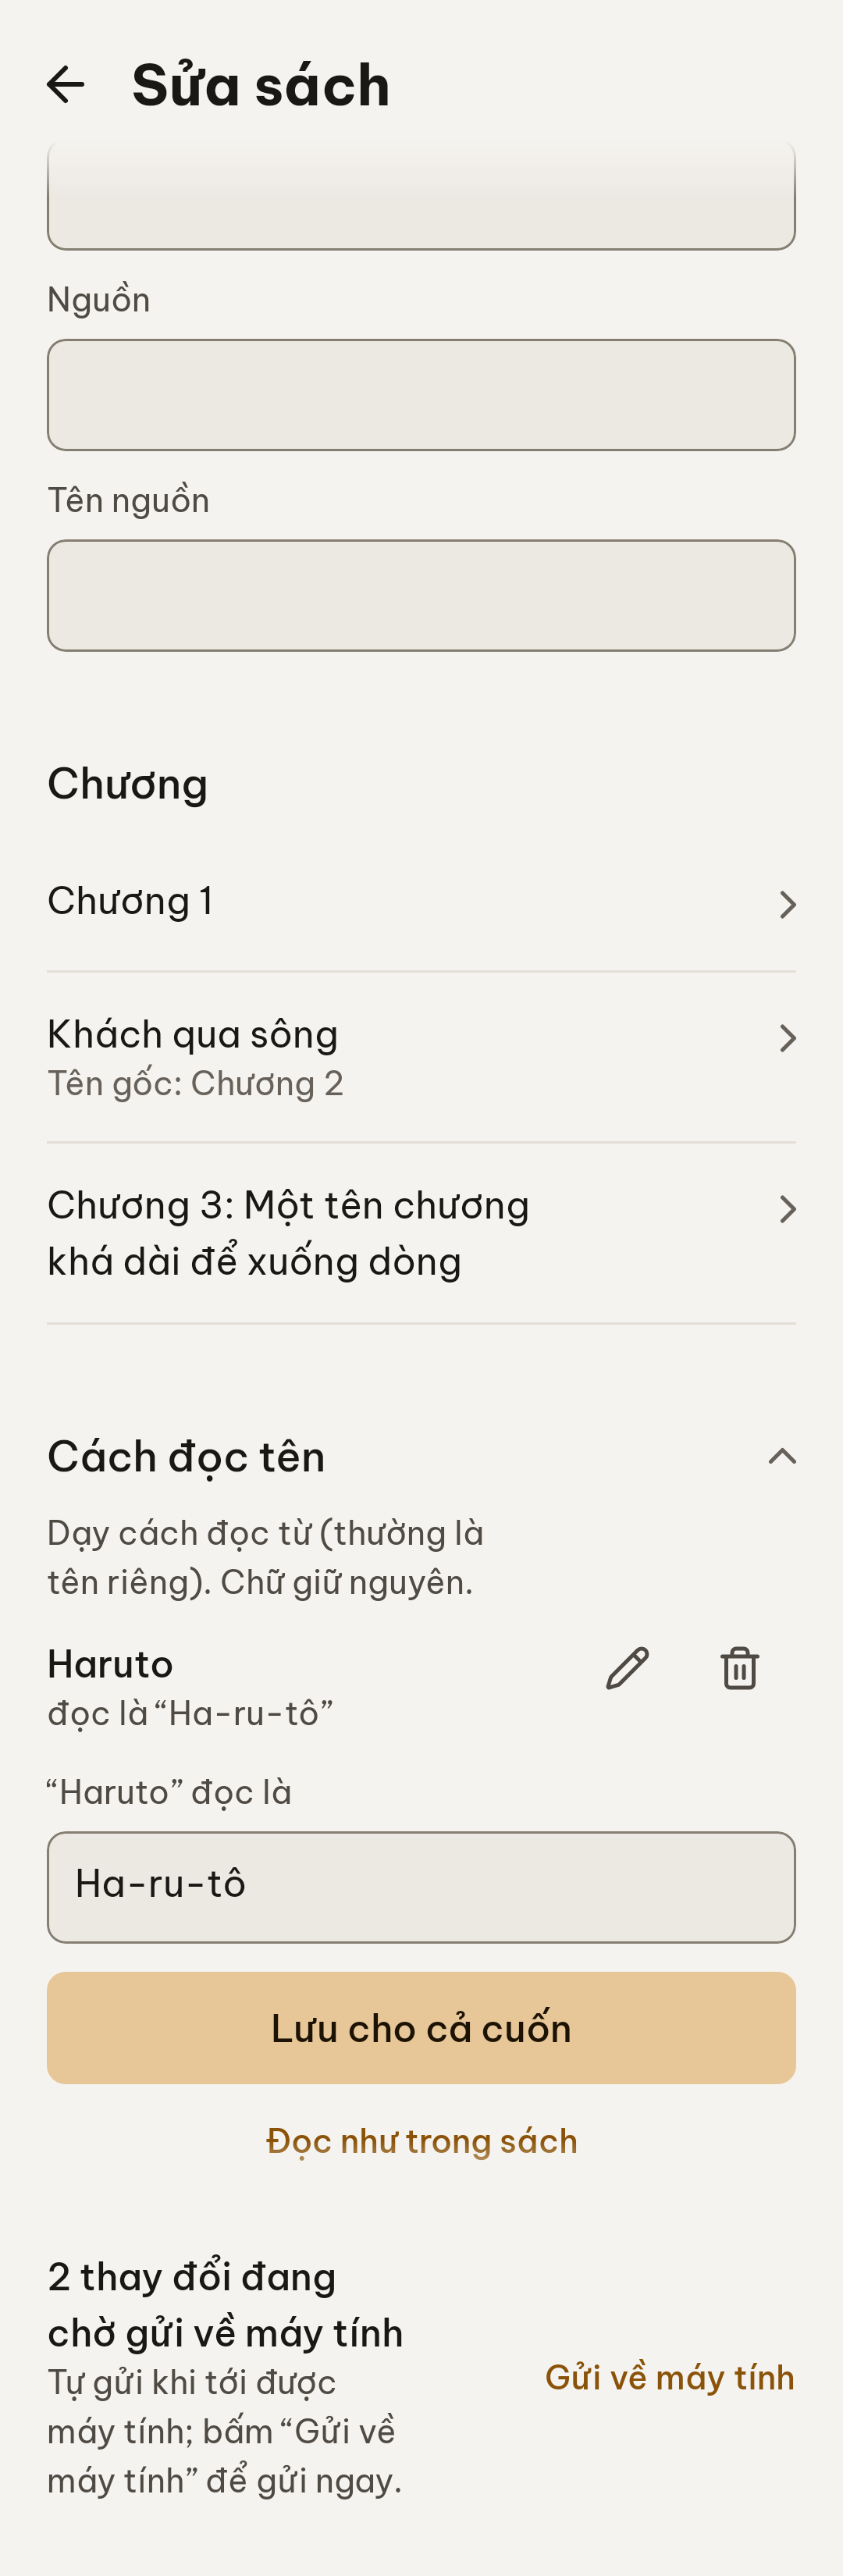 Sửa sách
Nguồn
Tên nguồn
Chương
Chương 1
Khách qua sông
Tên gốc: Chương 2
Chương 3: Một tên chương
khá dài để xuống dòng
Cách đọc tên
Dạy cách đọc từ (thường là
tên riêng). Chữ giữ nguyên.
Haruto
đọc là “Ha-ru-tô”
“Haruto” đọc là
Ha-ru-tô
Lưu cho cả cuốn
Đọc như trong sách
2 thay đổi đang
chờ gửi về máy tính
Tự gửi khi tới được
máy tính; bấm “Gửi về
máy tính” để gửi ngay.
Gửi về máy tính